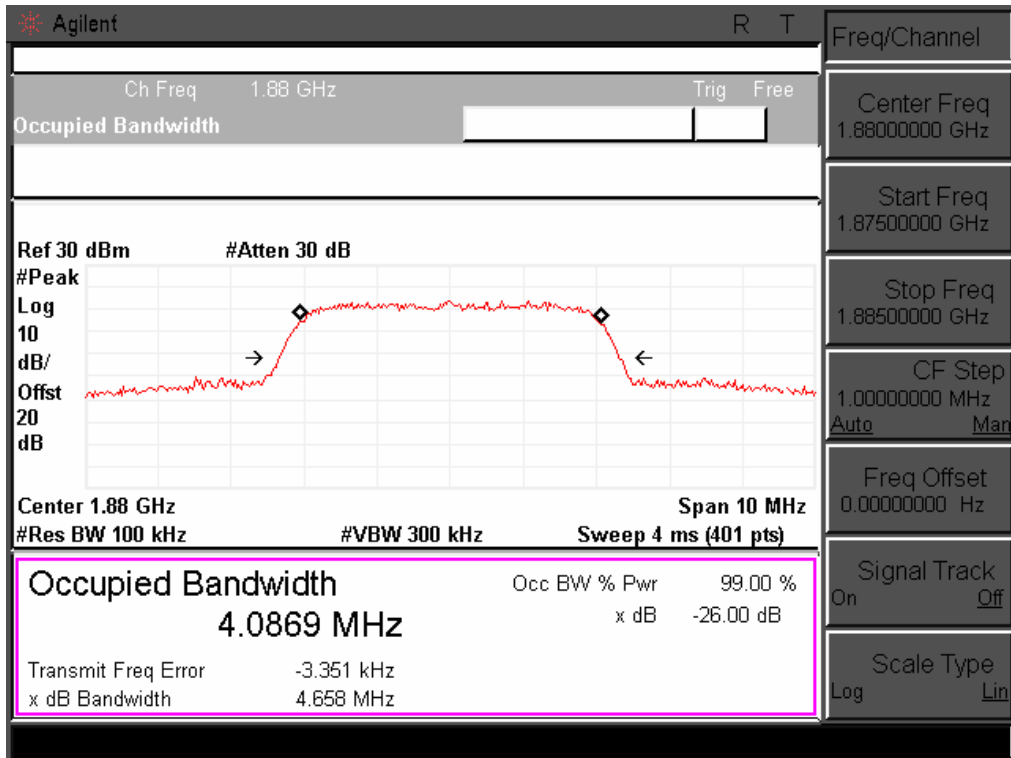 Agilent
R T
Ch Freq 1.88 GHz Trig Free
Occupied Bandwidth
Ref 30 dBm #Atten 30 dB
#Peak
Log
10
dB/
Offst
20
dB
Center 1.88 GHz Span 10 MHz
#Res BW 100 kHz #VBW 300 kHz Sweep 4 ms (401 pts)
Occupied Bandwidth
4.0869 MHz
Occ BW % Pwr 99.00 %
x dB -26.00 dB
Transmit Freq Error -3.351 kHz
x dB Bandwidth 4.658 MHz
Freq/Channel
Center Freq
1.88000000 GHz
Start Freq
1.87500000 GHz
Stop Freq
1.88500000 GHz
CF Step
1.00000000 MHz
Auto Man
Freq Offset
0.00000000 Hz
Signal Track
On Off
Scale Type
Log Lin